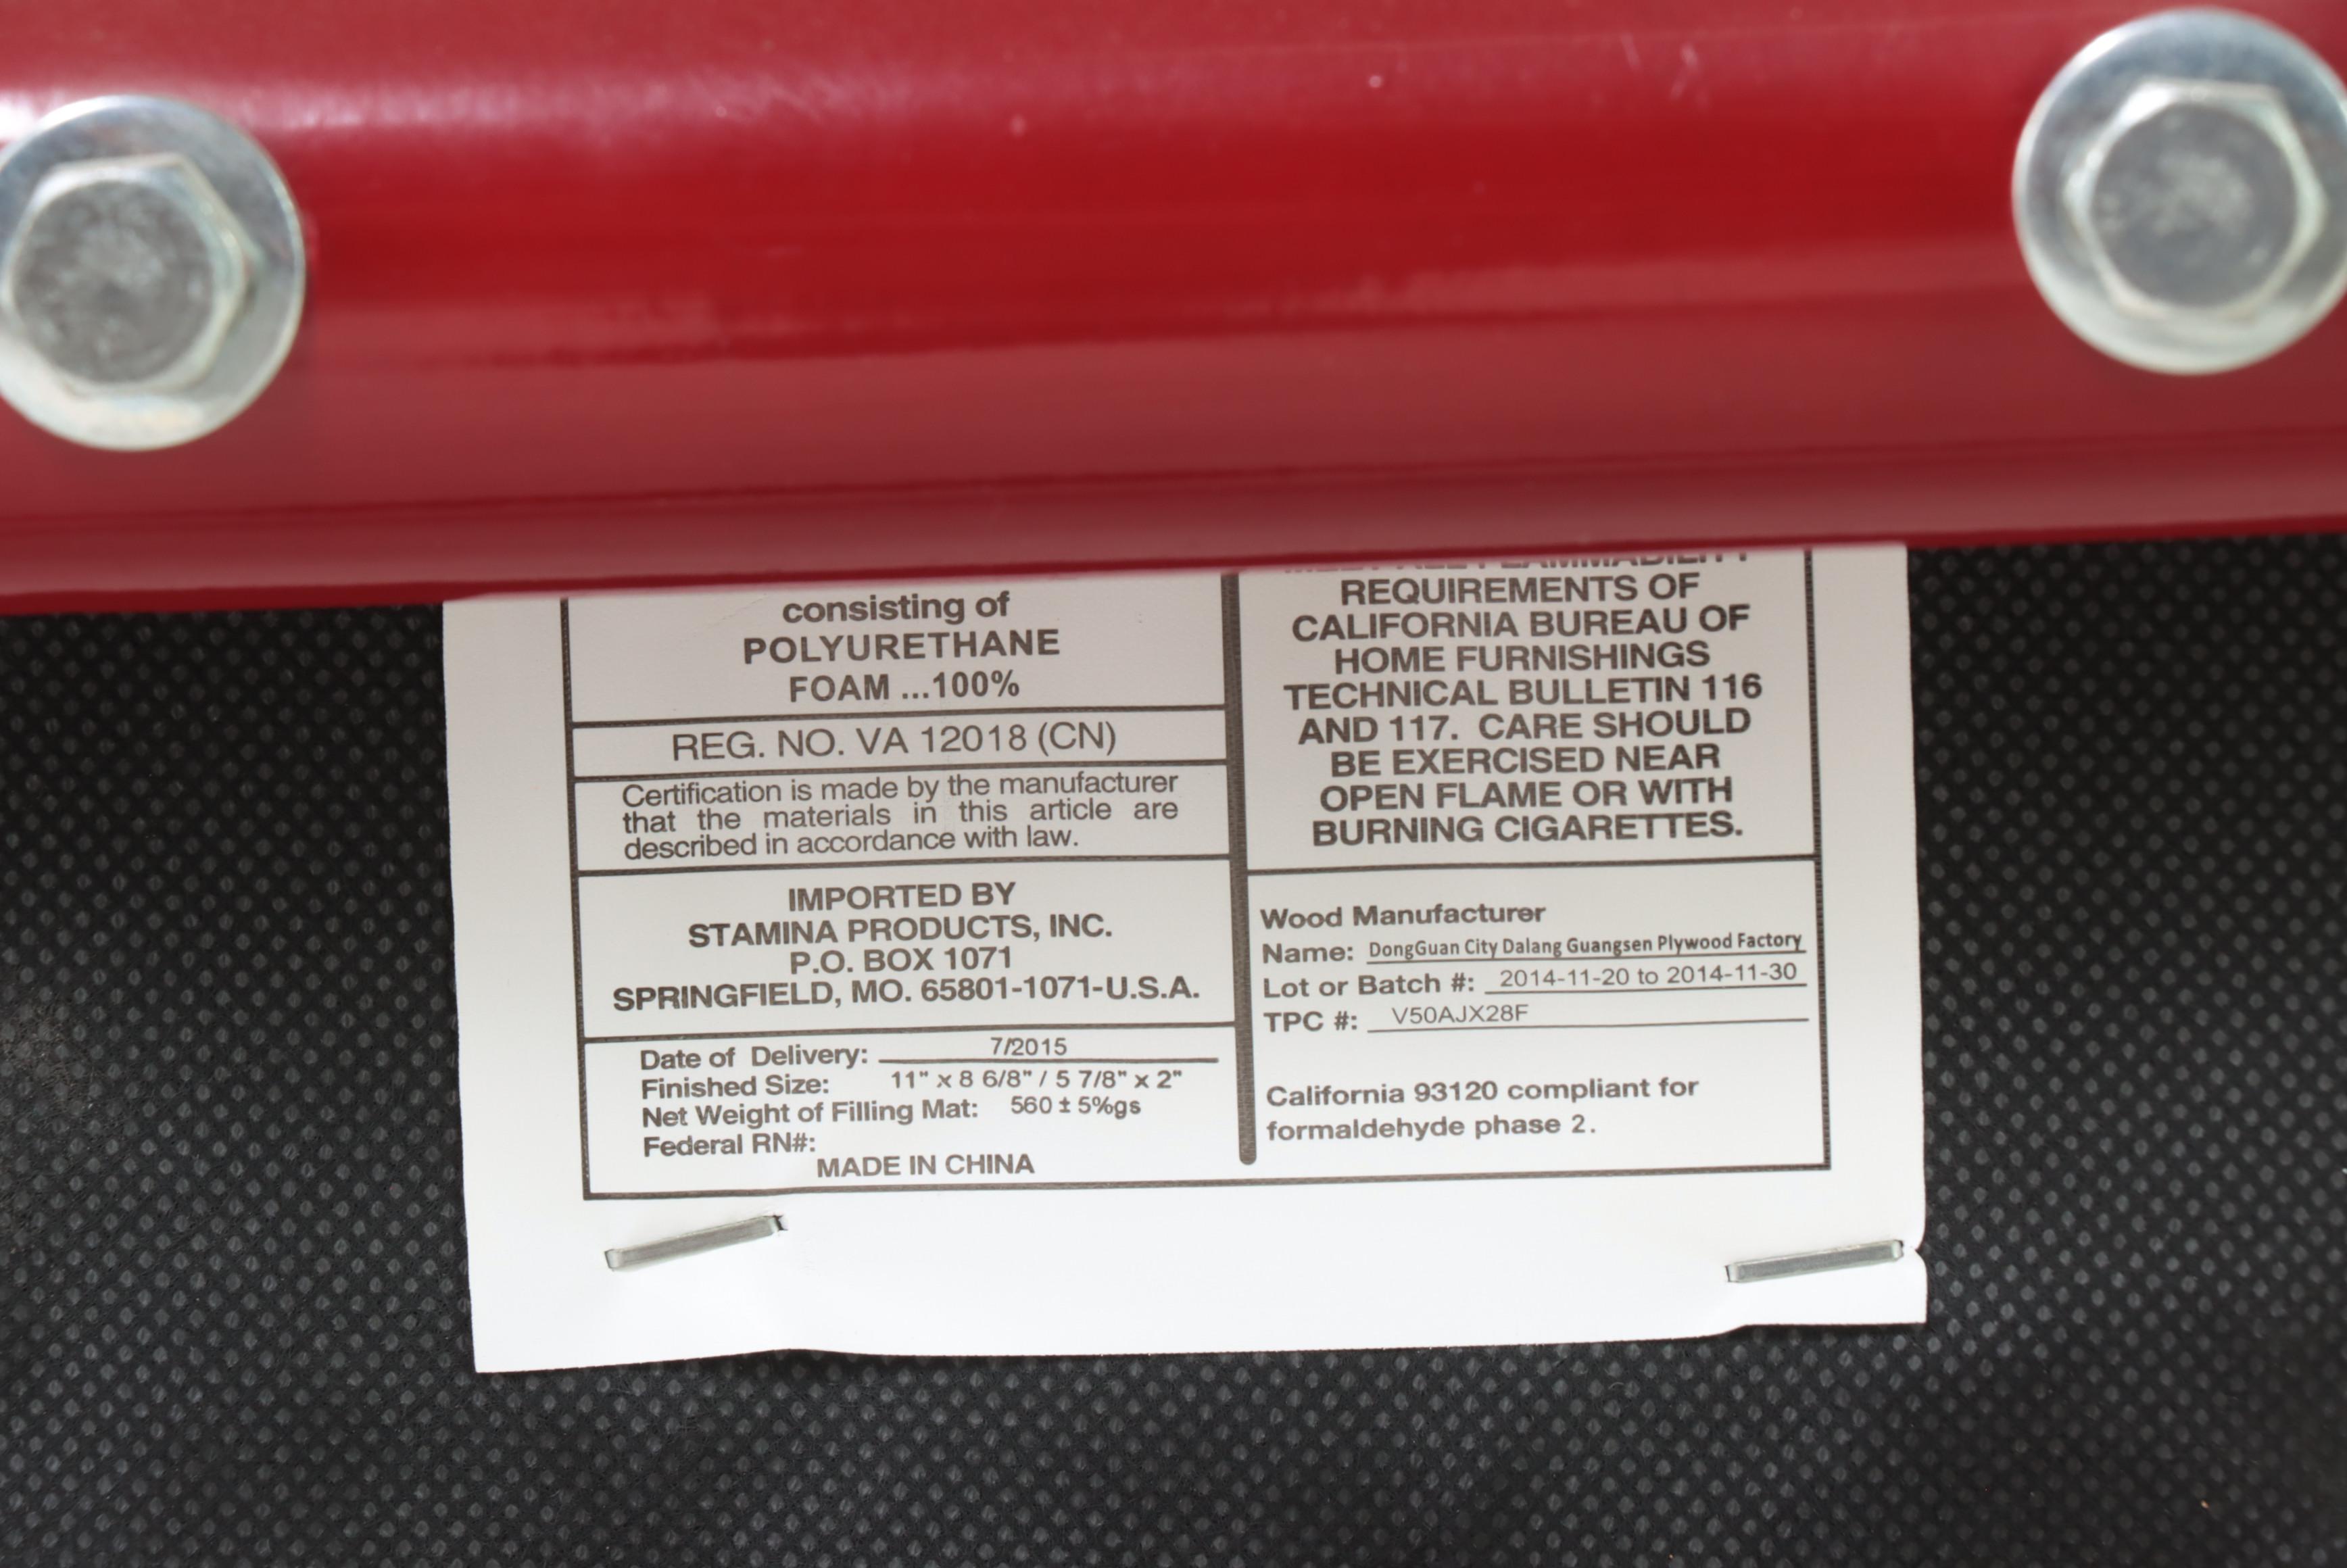 consisting of
POLYURETHANE
FOAM ...100%
REG. NO. VA 12018 (CN)
Certification is made by the manufacturer
that the materials in this article are
described in accordance with law.
IMPORTED BY
STAMINA PRODUCTS, INC.
P.O. BOX 1071
SPRINGFIELD, MO. 65801-1071-U.S.A.
Date of Delivery: 7/2015
Finished Size: 11" x 8 6/8" / 5 7/8" x 2"
Net Weight of Filling Mat: 560 ± 5%gs
Federal RN#:
MADE IN CHINA
REQUIREMENTS OF
CALIFORNIA BUREAU OF
HOME FURNISHINGS
TECHNICAL BULLETIN 116
AND 117. CARE SHOULD
BE EXERCISED NEAR
OPEN FLAME OR WITH
BURNING CIGARETTES.
Wood Manufacturer
Name: DongGuan City Dalang Guangsen Plywood Factory
Lot or Batch #: 2014-11-20 to 2014-11-30
TPC #: V50AJX28F
California 93120 compliant for
formaldehyde phase 2.